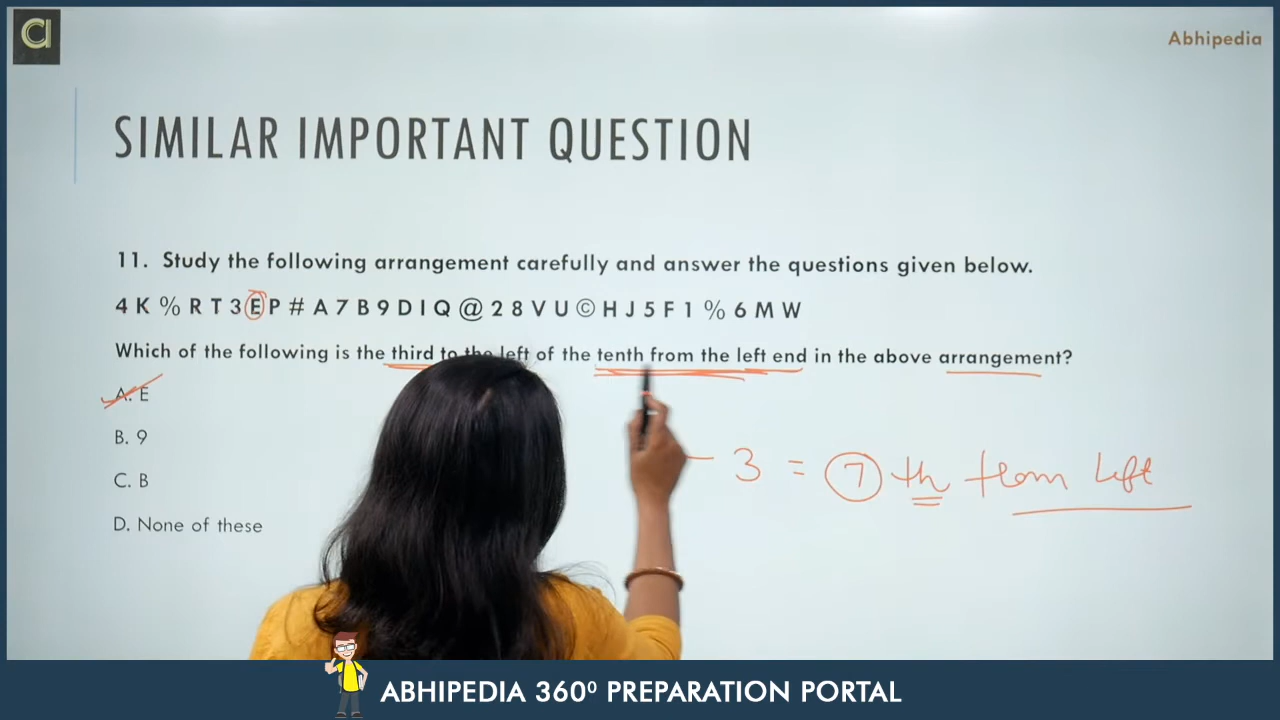 Abhipedia
SIMILAR IMPORTANT QUESTION
11. Study the following arrangement carefully and answer the questions given below.
4 K % R T 3 E P # A 7 B 9 D I Q @ 2 8 V U © H J 5 F 1 % 6 M W
Which of the following is the third to the left of the tenth from the left end in the above arrangement?
A. E
B. 9
C. B
D. None of these
- 3 = 7 th from left
ABHIPEDIA 360⁰ PREPARATION PORTAL